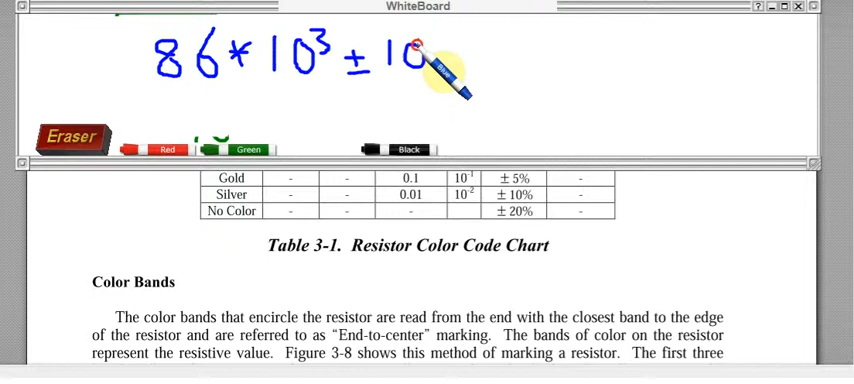 WhiteBoard
86 * 10³ ± 10
Blue
Eraser
Red Green Black
Gold - - 0.1 10⁻¹ ± 5% -
Silver - - 0.01 10⁻² ± 10% -
No Color - - - ± 20% -
Table 3-1. Resistor Color Code Chart
Color Bands
The color bands that encircle the resistor are read from the end with the closest band to the edge
of the resistor and are referred to as “End-to-center” marking. The bands of color on the resistor
represent the resistive value. Figure 3-8 shows this method of marking a resistor. The first three